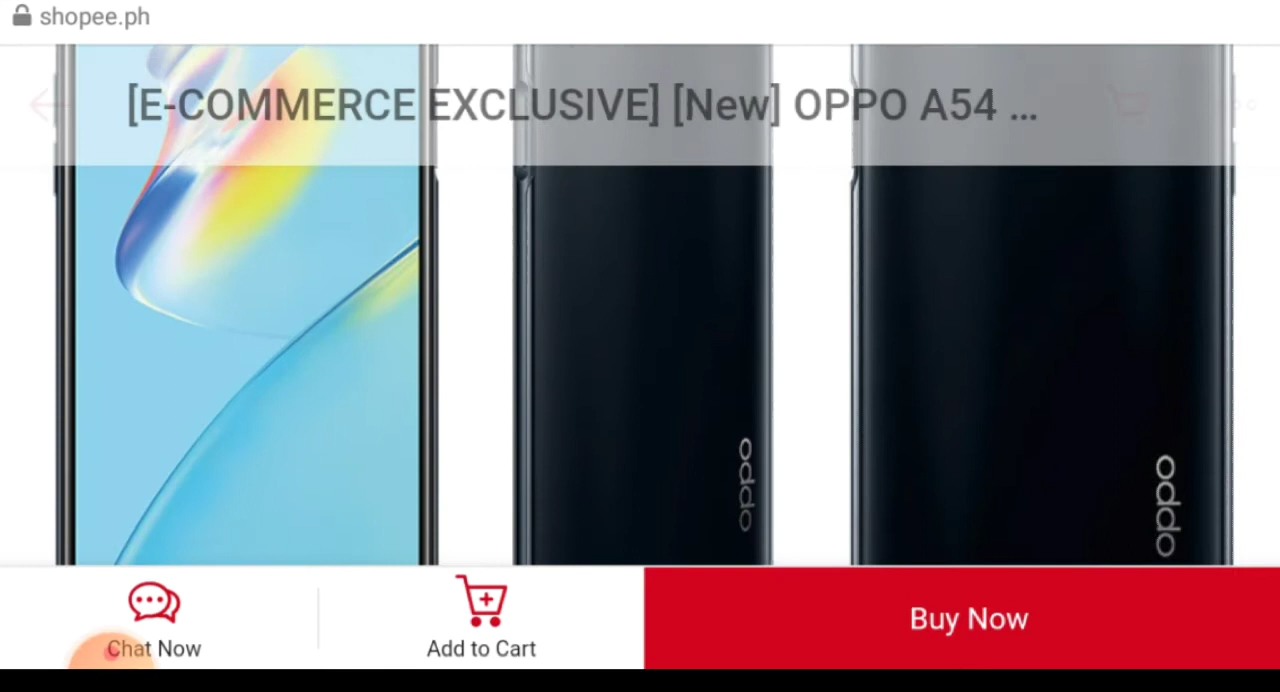 shopee.ph
[E-COMMERCE EXCLUSIVE] [New] OPPO A54 ...
oppo
oppo
Chat Now
Add to Cart
Buy Now